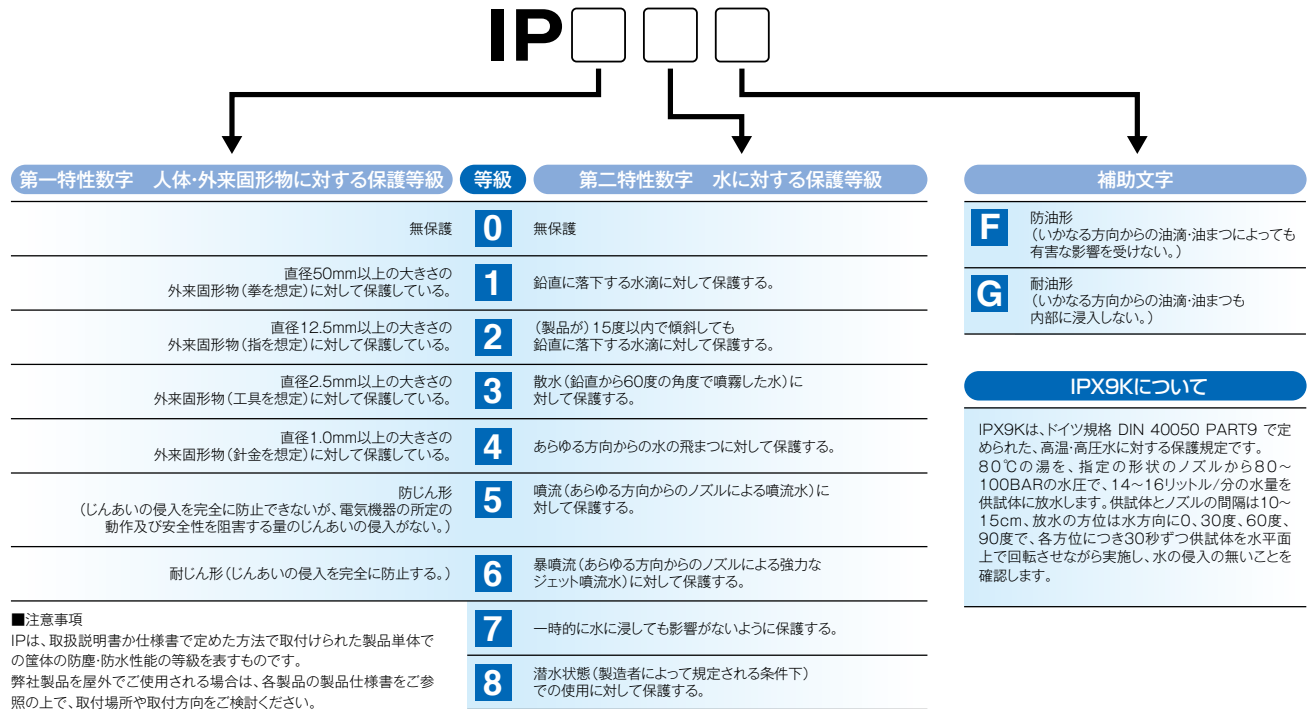 IP
第一特性数字 人体・外来固形物に対する保護等級 等級 第二特性数字 水に対する保護等級
無保護 0 無保護
直径50mm以上の大きさの
外来固形物(拳を想定)に対して保護している。
1
鉛直に落下する水滴に対して保護する。
直径12.5mm以上の大きさの
外来固形物(指を想定)に対して保護している。
2
(製品が)15度以内で傾斜しても
鉛直に落下する水滴に対して保護する。
直径2.5mm以上の大きさの
外来固形物(工具を想定)に対して保護している。
3
散水(鉛直から60度の角度で噴霧した水)に
対して保護する。
直径1.0mm以上の大きさの
外来固形物(針金を想定)に対して保護している。
4
あらゆる方向からの水の飛まつに対して保護する。
防じん形
(じんあいの侵入を完全に防止できないが、電気機器の所定の
動作及び安全性を阻害する量のじんあいの侵入がない。)
5
噴流(あらゆる方向からのノズルによる噴流水)に
対して保護する。
耐じん形(じんあいの侵入を完全に防止する。)
6
暴噴流(あらゆる方向からのノズルによる強力な
ジェット噴流水)に対して保護する。
7
一時的に水に浸しても影響がないように保護する。
8
潜水状態(製造者によって規定される条件下)
での使用に対して保護する。
■注意事項
IPは、取扱説明書か仕様書で定めた方法で取付けられた製品単体で
の筐体の防塵・防水性能の等級を表すものです。
弊社製品を屋外でご使用される場合は、各製品の製品仕様書をご参
照の上で、取付場所や取付方向をご検討ください。
補助文字
F
防油形
(いかなる方向からの油滴・油まつによっても
有害な影響を受けない。)
G
耐油形
(いかなる方向からの油滴・油まつも
内部に浸入しない。)
IPX9Kについて
IPX9Kは、ドイツ規格 DIN 40050 PART9 で定
められた、高温・高圧水に対する保護規定です。
80℃の湯を、指定の形状のノズルから80~
100BARの水圧で、14~16リットル/分の水量を
供試体に放水します。供試体とノズルの間隔は10~
15cm、放水の方位は水方向に0、30度、60度、
90度で、各方位につき30秒ずつ供試体を水平面
上で回転させながら実施し、水の侵入の無いことを
確認します。